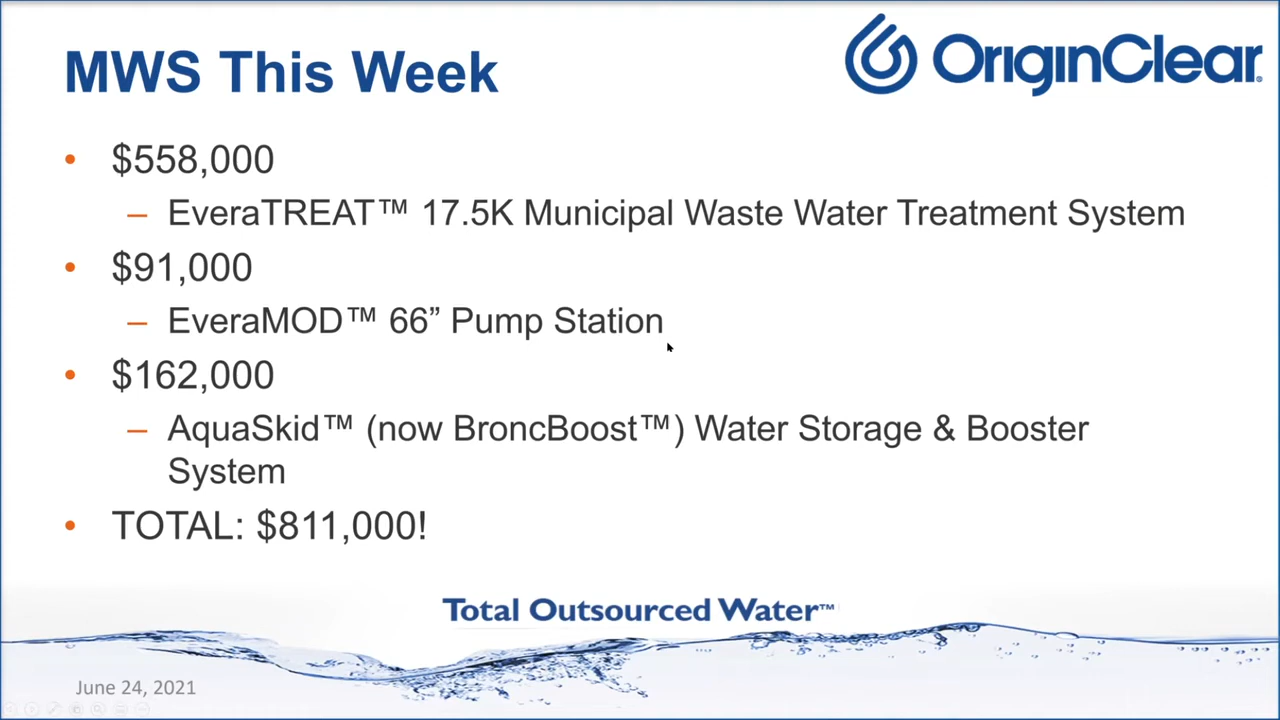 MWS This Week
OriginClear®
• $558,000
– EveraTREAT™ 17.5K Municipal Waste Water Treatment System
• $91,000
– EveraMOD™ 66” Pump Station
• $162,000
– AquaSkid™ (now BroncBoost™) Water Storage & Booster
System
• TOTAL: $811,000!
Total Outsourced Water™
June 24, 2021